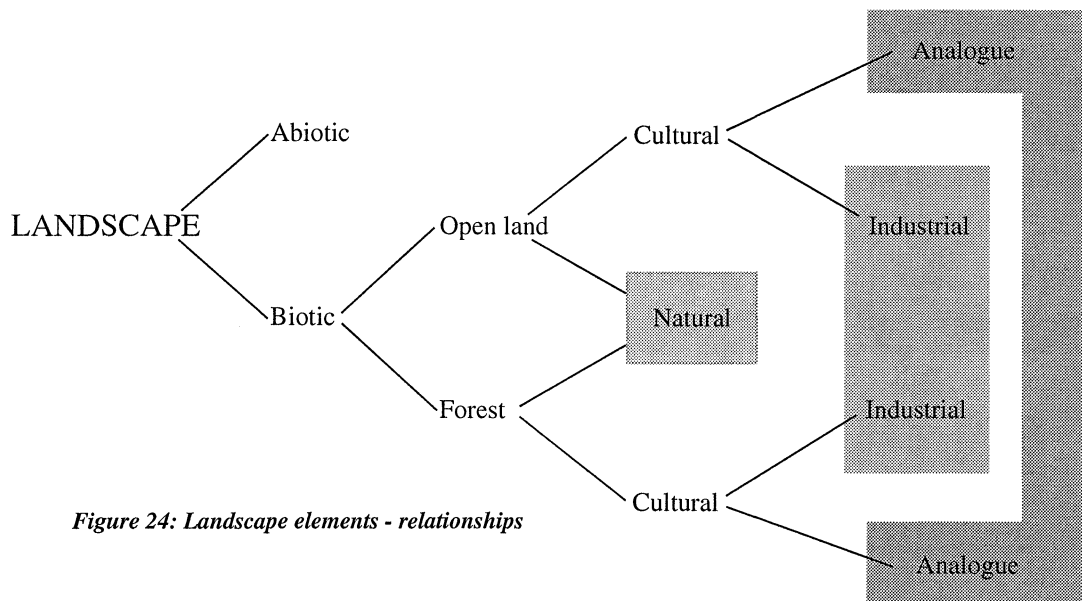 Analogue
Abiotic
Cultural
LANDSCAPE
Open land
Industrial
Biotic
Natural
Forest
Industrial
Cultural
Figure 24: Landscape elements - relationships
Analogue